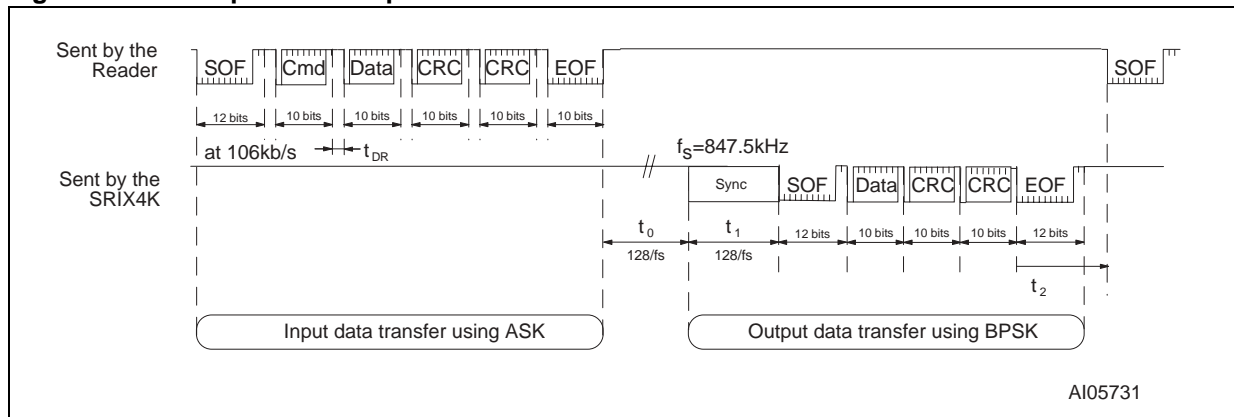 Sent by the
Reader
SOF Cmd Data CRC CRC EOF SOF
12 bits 10 bits 10 bits 10 bits 10 bits 10 bits
at 106kb/s tDR
fS=847.5kHz
Sent by the
SRIX4K
Sync SOF Data CRC CRC EOF
t0 t1 12 bits 10 bits 10 bits 10 bits 12 bits
128/fs 128/fs
t2
Input data transfer using ASK Output data transfer using BPSK
AI05731